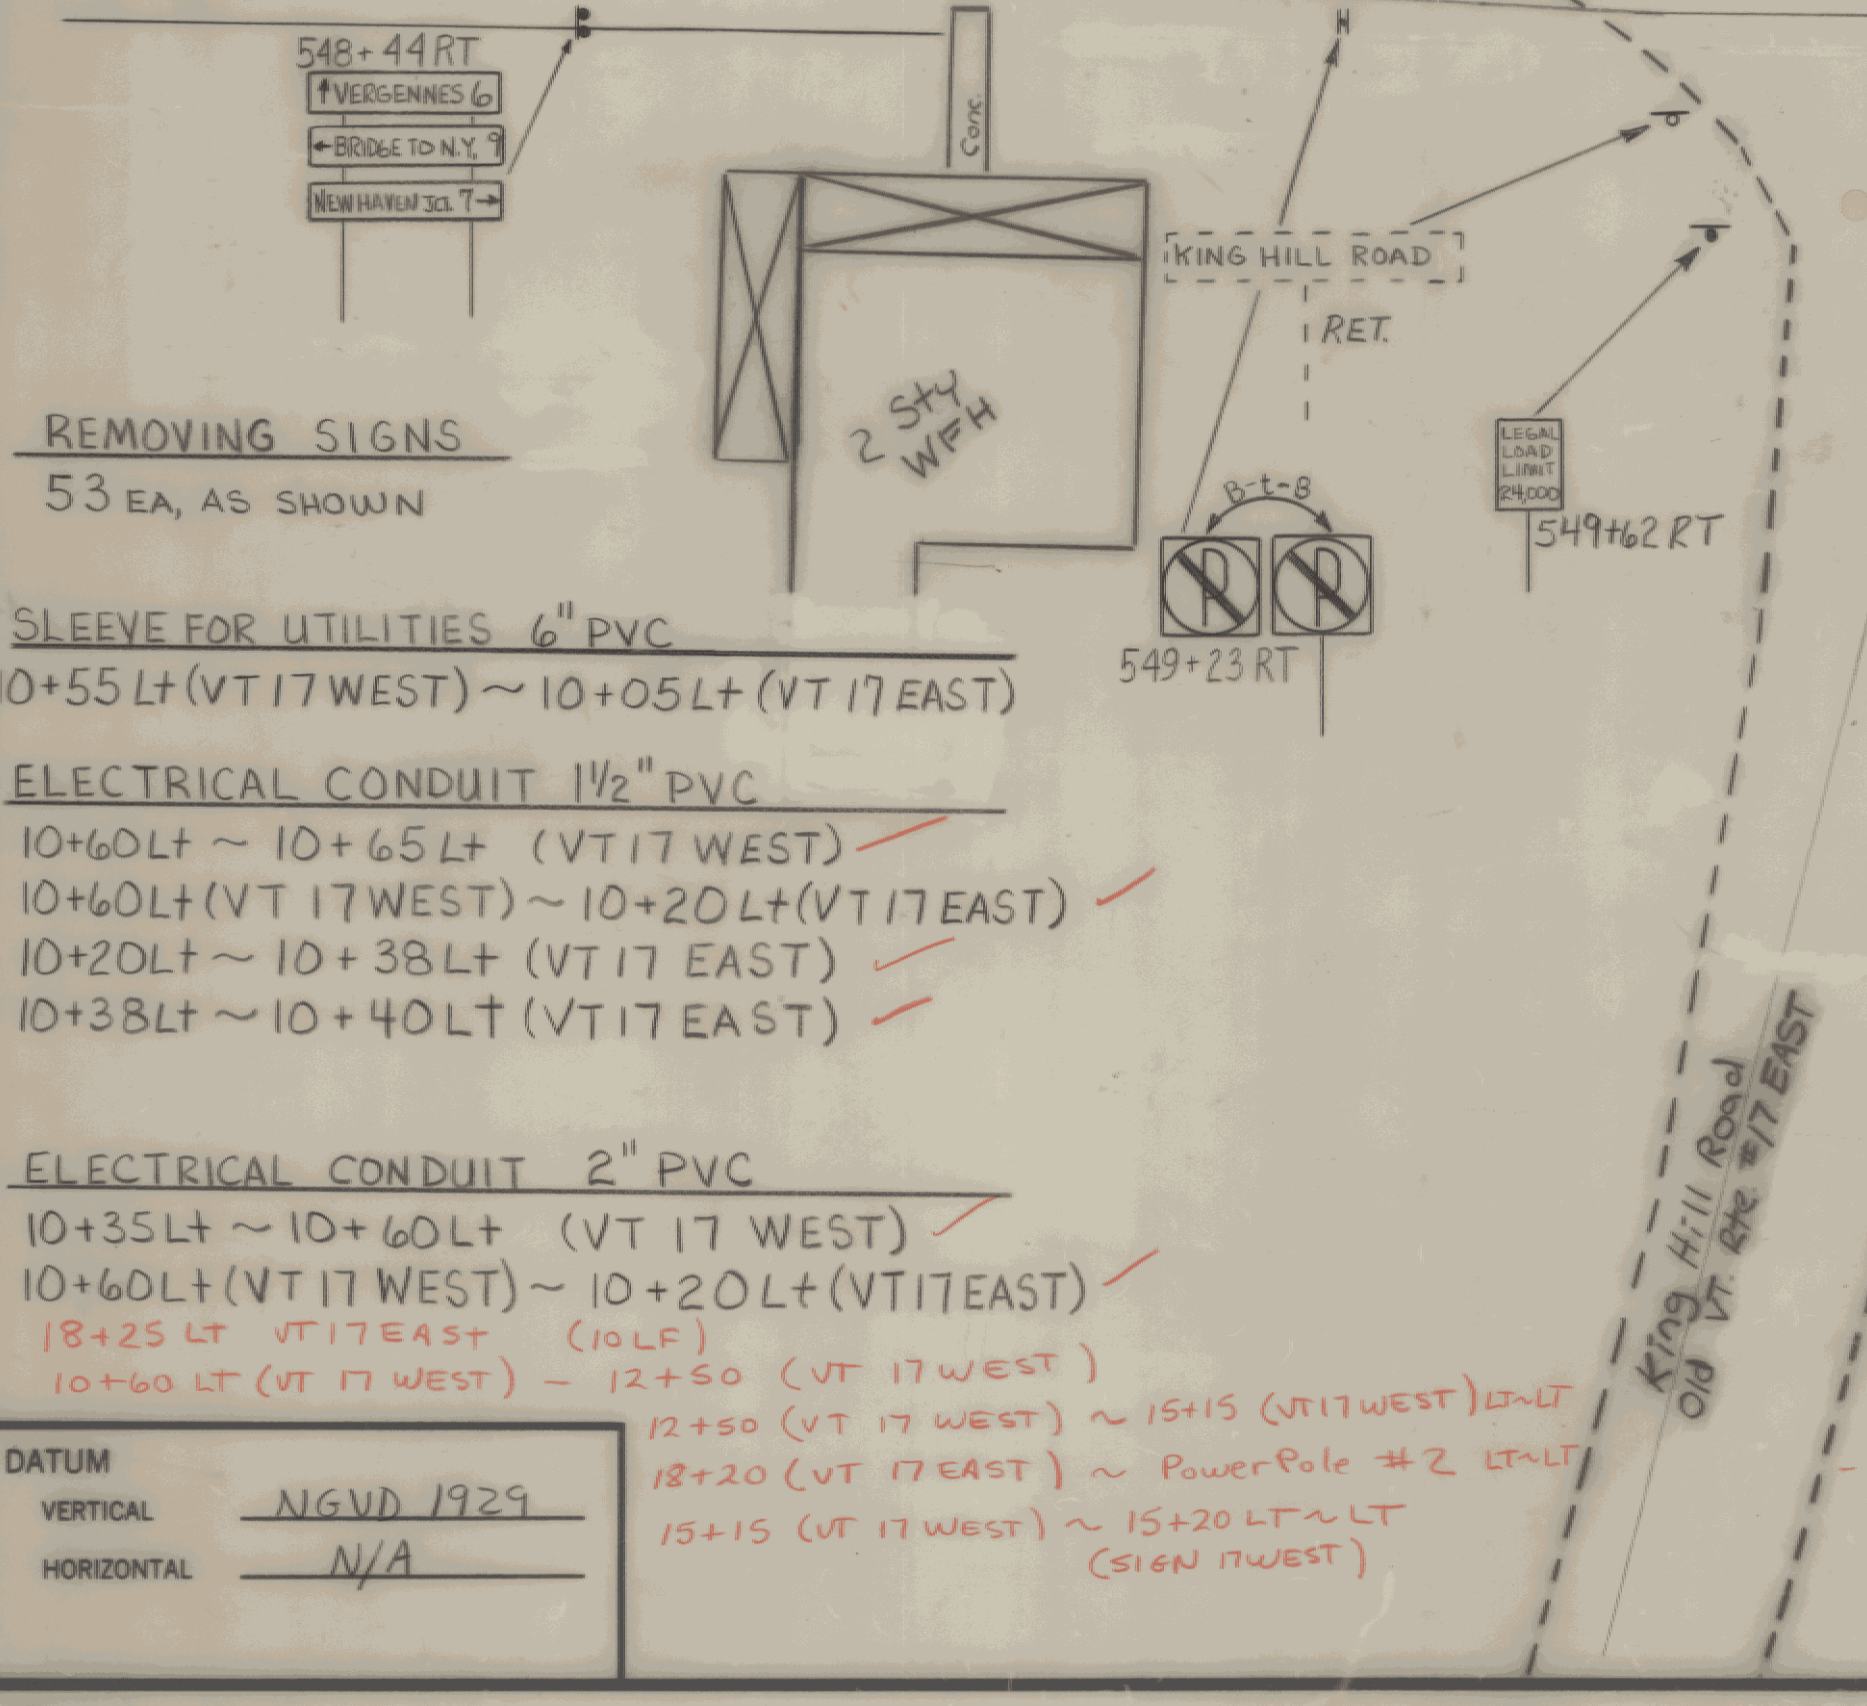 548+44 RT
↑VERGENNES 6
←BRIDGE TO N.Y. 9
NEW HAVEN JCT. 7→
Conc.
KING HILL ROAD
RET.
2 Sty
WFH
LEGAL
LOAD
LIMIT
24,000
549+62 RT
B-t-B
P P
549+23 RT
REMOVING SIGNS
53 EA, AS SHOWN
SLEEVE FOR UTILITIES 6" PVC
10+55 Lt (VT 17 WEST) ~ 10+05 Lt (VT 17 EAST)
ELECTRICAL CONDUIT 1½" PVC
10+60 Lt ~ 10+65 Lt (VT 17 WEST)
10+60 Lt (VT 17 WEST) ~ 10+20 Lt (VT 17 EAST)
10+20 Lt ~ 10+38 Lt (VT 17 EAST)
10+38 Lt ~ 10+40 Lt (VT 17 EAST)
ELECTRICAL CONDUIT 2" PVC
10+35 Lt ~ 10+60 Lt (VT 17 WEST)
10+60 Lt (VT 17 WEST) ~ 10+20 Lt (VT 17 EAST)
18+25 LT VT 17 EAST (10 LF)
10+60 LT (VT 17 WEST) - 12+50 (VT 17 WEST)
12+50 (VT 17 WEST) ~ 15+15 (VT 17 WEST) LT~LT
18+20 (VT 17 EAST) ~ Power Pole #2 LT~LT
15+15 (VT 17 WEST) ~ 15+20 LT~LT
(SIGN 17 WEST)
King Hill Road
Old VT. Rte #17 EAST
DATUM
VERTICAL NGVD 1929
HORIZONTAL N/A